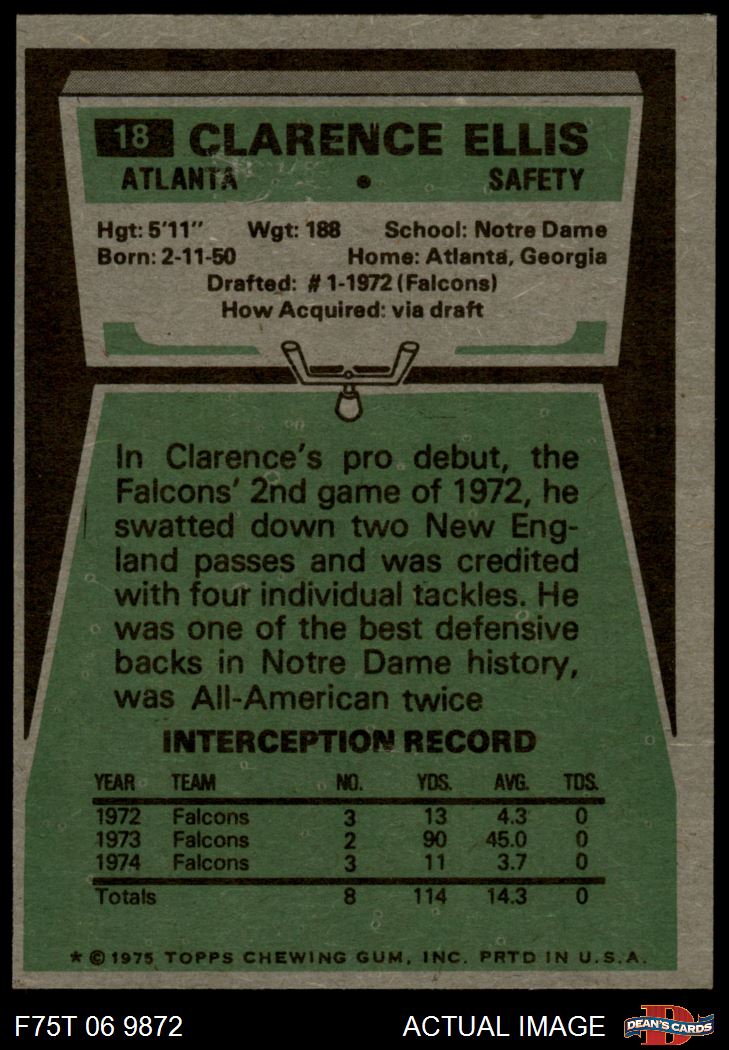 18 CLARENCE ELLIS
ATLANTA • SAFETY
Hgt: 5'11" Wgt: 188 School: Notre Dame
Born: 2-11-50 Home: Atlanta, Georgia
Drafted: #1-1972 (Falcons)
How Acquired: via draft
In Clarence's pro debut, the
Falcons' 2nd game of 1972, he
swatted down two New Eng-
land passes and was credited
with four individual tackles. He
was one of the best defensive
backs in Notre Dame history,
was All-American twice
INTERCEPTION RECORD
YEAR TEAM NO. YDS. AVG. TDS.
1972 Falcons 3 13 4.3 0
1973 Falcons 2 90 45.0 0
1974 Falcons 3 11 3.7 0
Totals 8 114 14.3 0
* © 1975 TOPPS CHEWING GUM, INC. PRTD IN U.S.A.
F75T 06 9872 ACTUAL IMAGE DEAN'S CARDS